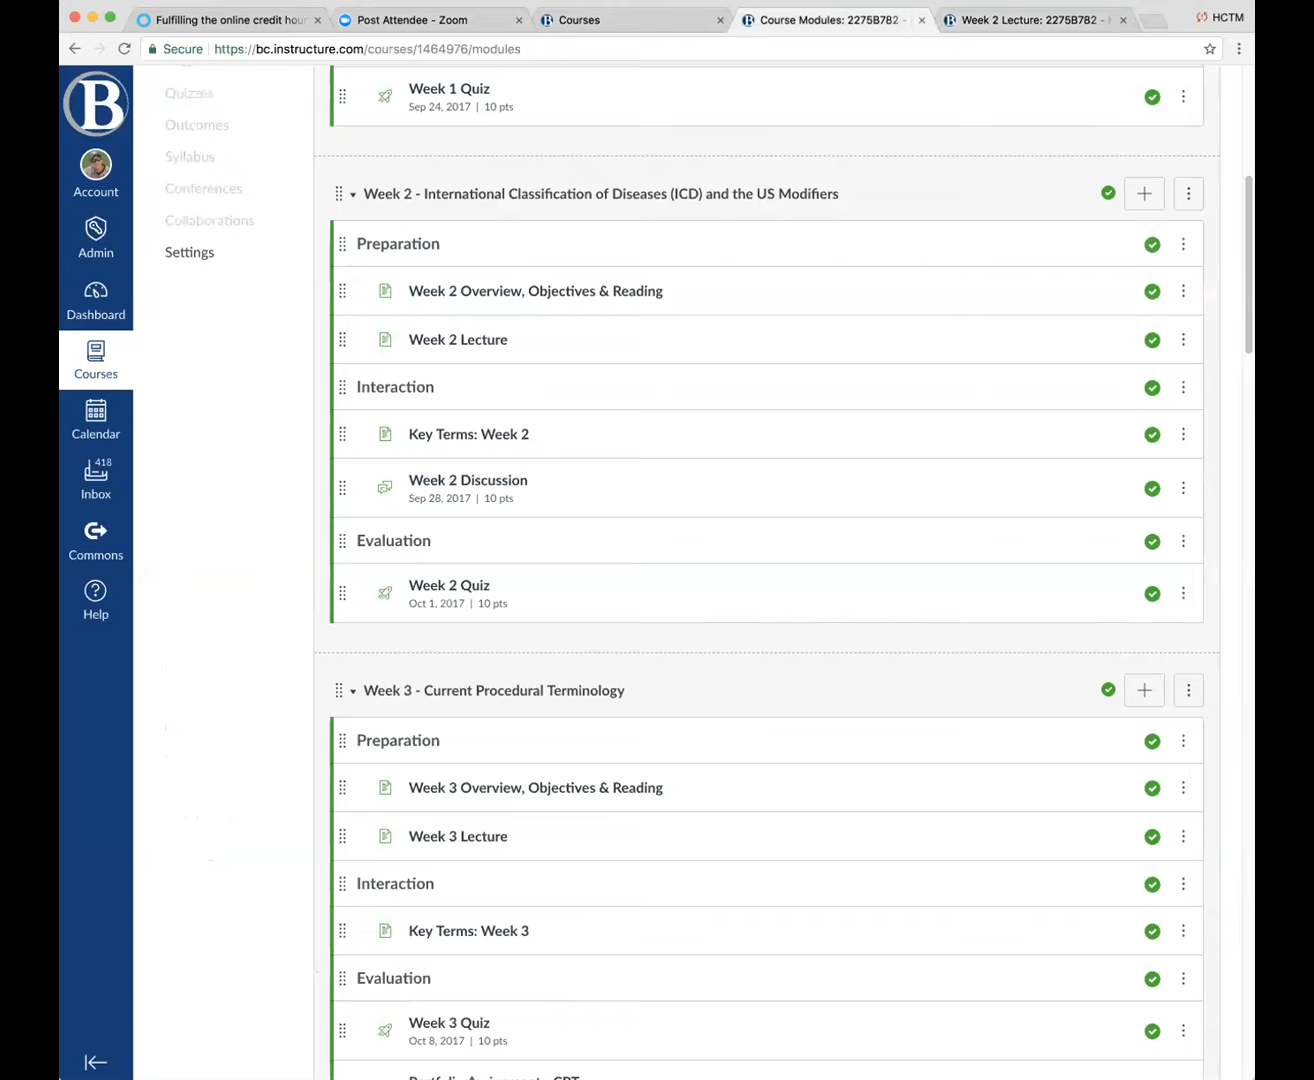 Fulfilling the online credit hou
Post Attendee - Zoom
Courses
Course Modules: 2275B782 -
Week 2 Lecture: 2275B782 -
HCTM
Secure
https://bc.instructure.com/courses/1464976/modules
B
Account
Admin
Dashboard
Courses
Calendar
418
Inbox
Commons
Help
Quizzes
Outcomes
Syllabus
Conferences
Collaborations
Settings
Week 1 Quiz
Sep 24, 2017 | 10 pts
Week 2 - International Classification of Diseases (ICD) and the US Modifiers
Preparation
Week 2 Overview, Objectives & Reading
Week 2 Lecture
Interaction
Key Terms: Week 2
Week 2 Discussion
Sep 28, 2017 | 10 pts
Evaluation
Week 2 Quiz
Oct 1, 2017 | 10 pts
Week 3 - Current Procedural Terminology
Preparation
Week 3 Overview, Objectives & Reading
Week 3 Lecture
Interaction
Key Terms: Week 3
Evaluation
Week 3 Quiz
Oct 8, 2017 | 10 pts